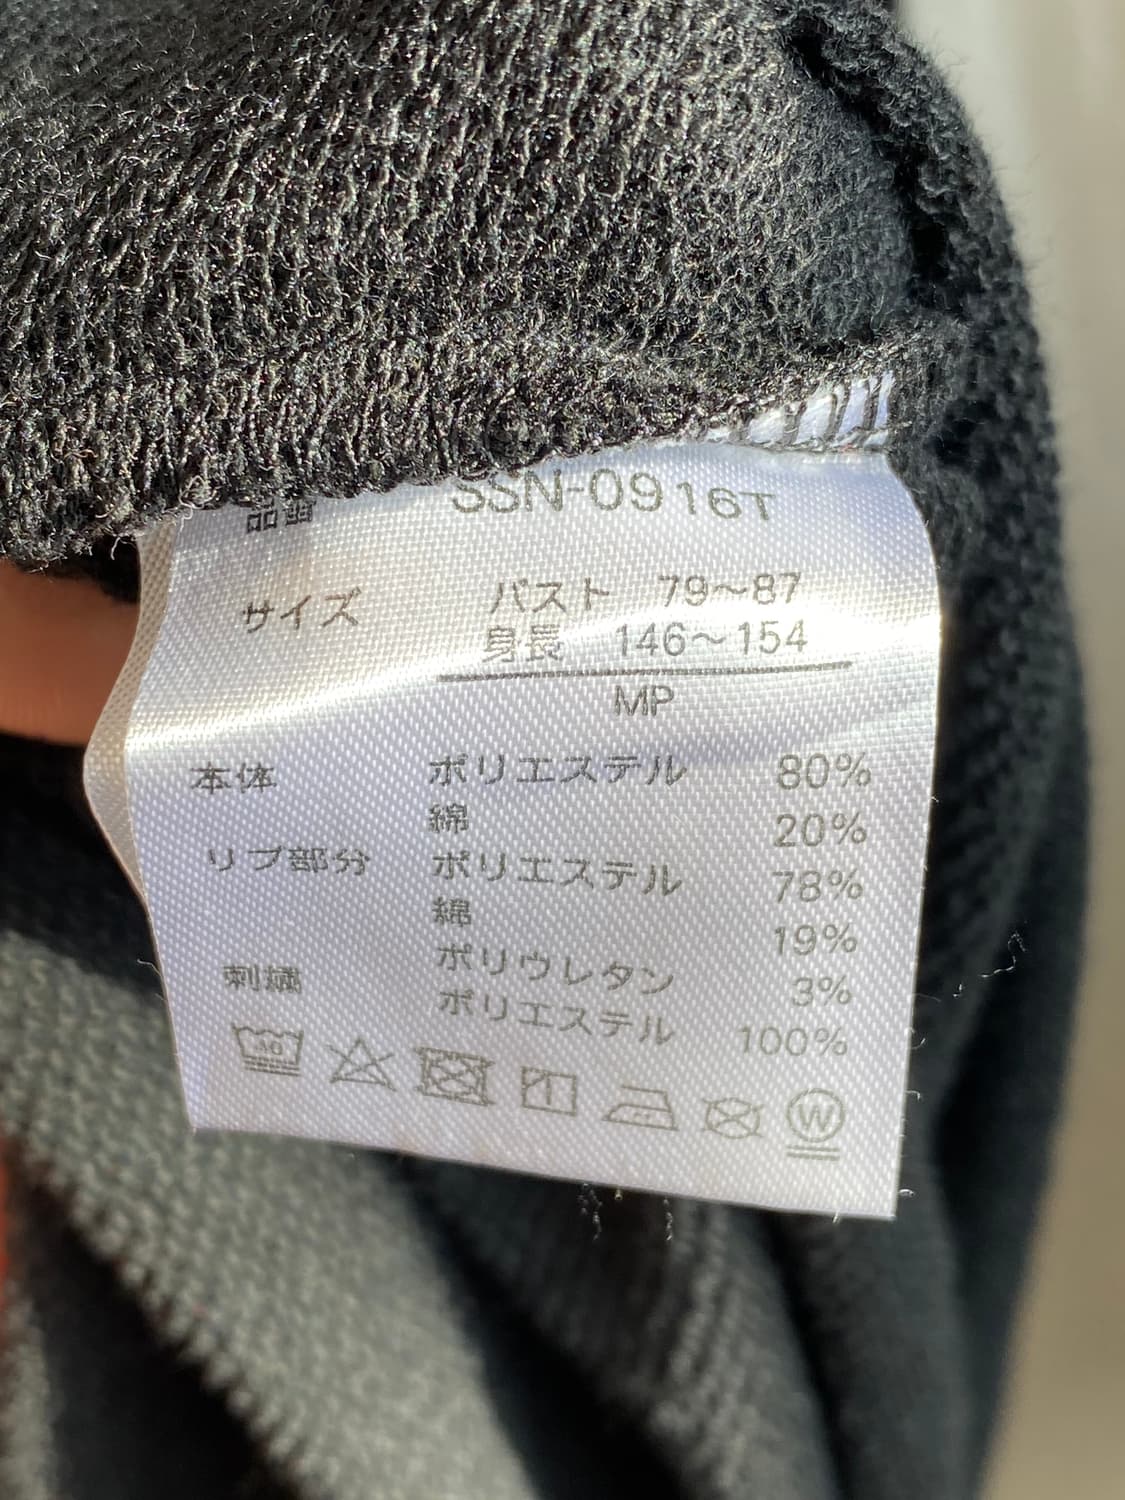 品番 SSN-0916T
サイズ バスト 79～87
身長 146～154
MP
本体 ポリエステル 80%
綿 20%
リブ部分 ポリエステル 78%
綿 19%
ポリウレタン 3%
刺繍 ポリエステル 100%
40 W